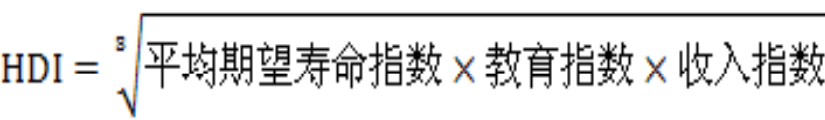 HDI = ∛平均期望寿命指数 × 教育指数 × 收入指数